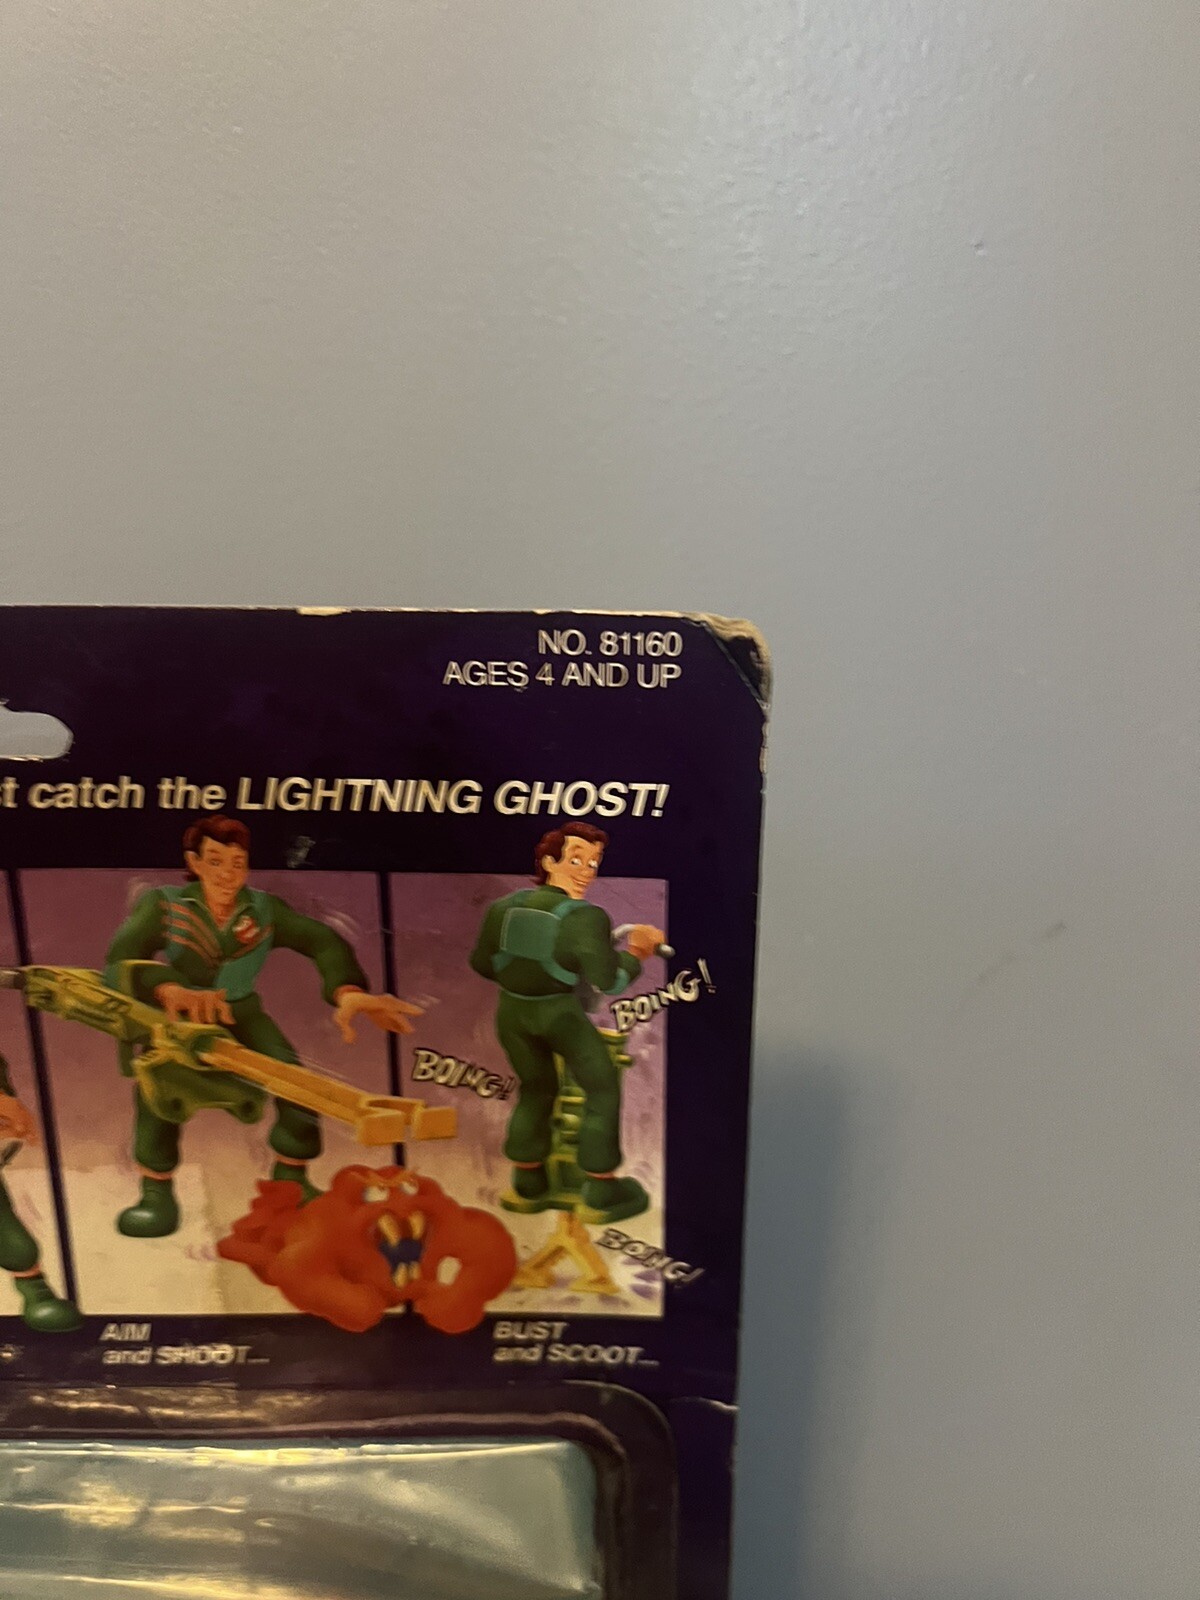 NO. 81160
AGES 4 AND UP
st catch the LIGHTNING GHOST!
BOING!
BOING!
BOING!
AIM
and SHOOT...
BUST
and SCOOT...